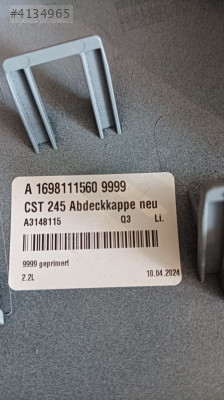 #4134965
A 1698111560 9999
CST 245 Abdeckkappe neu
A3148115 Q3 Li.
9999 geprimert
2.2L 10.04.2024